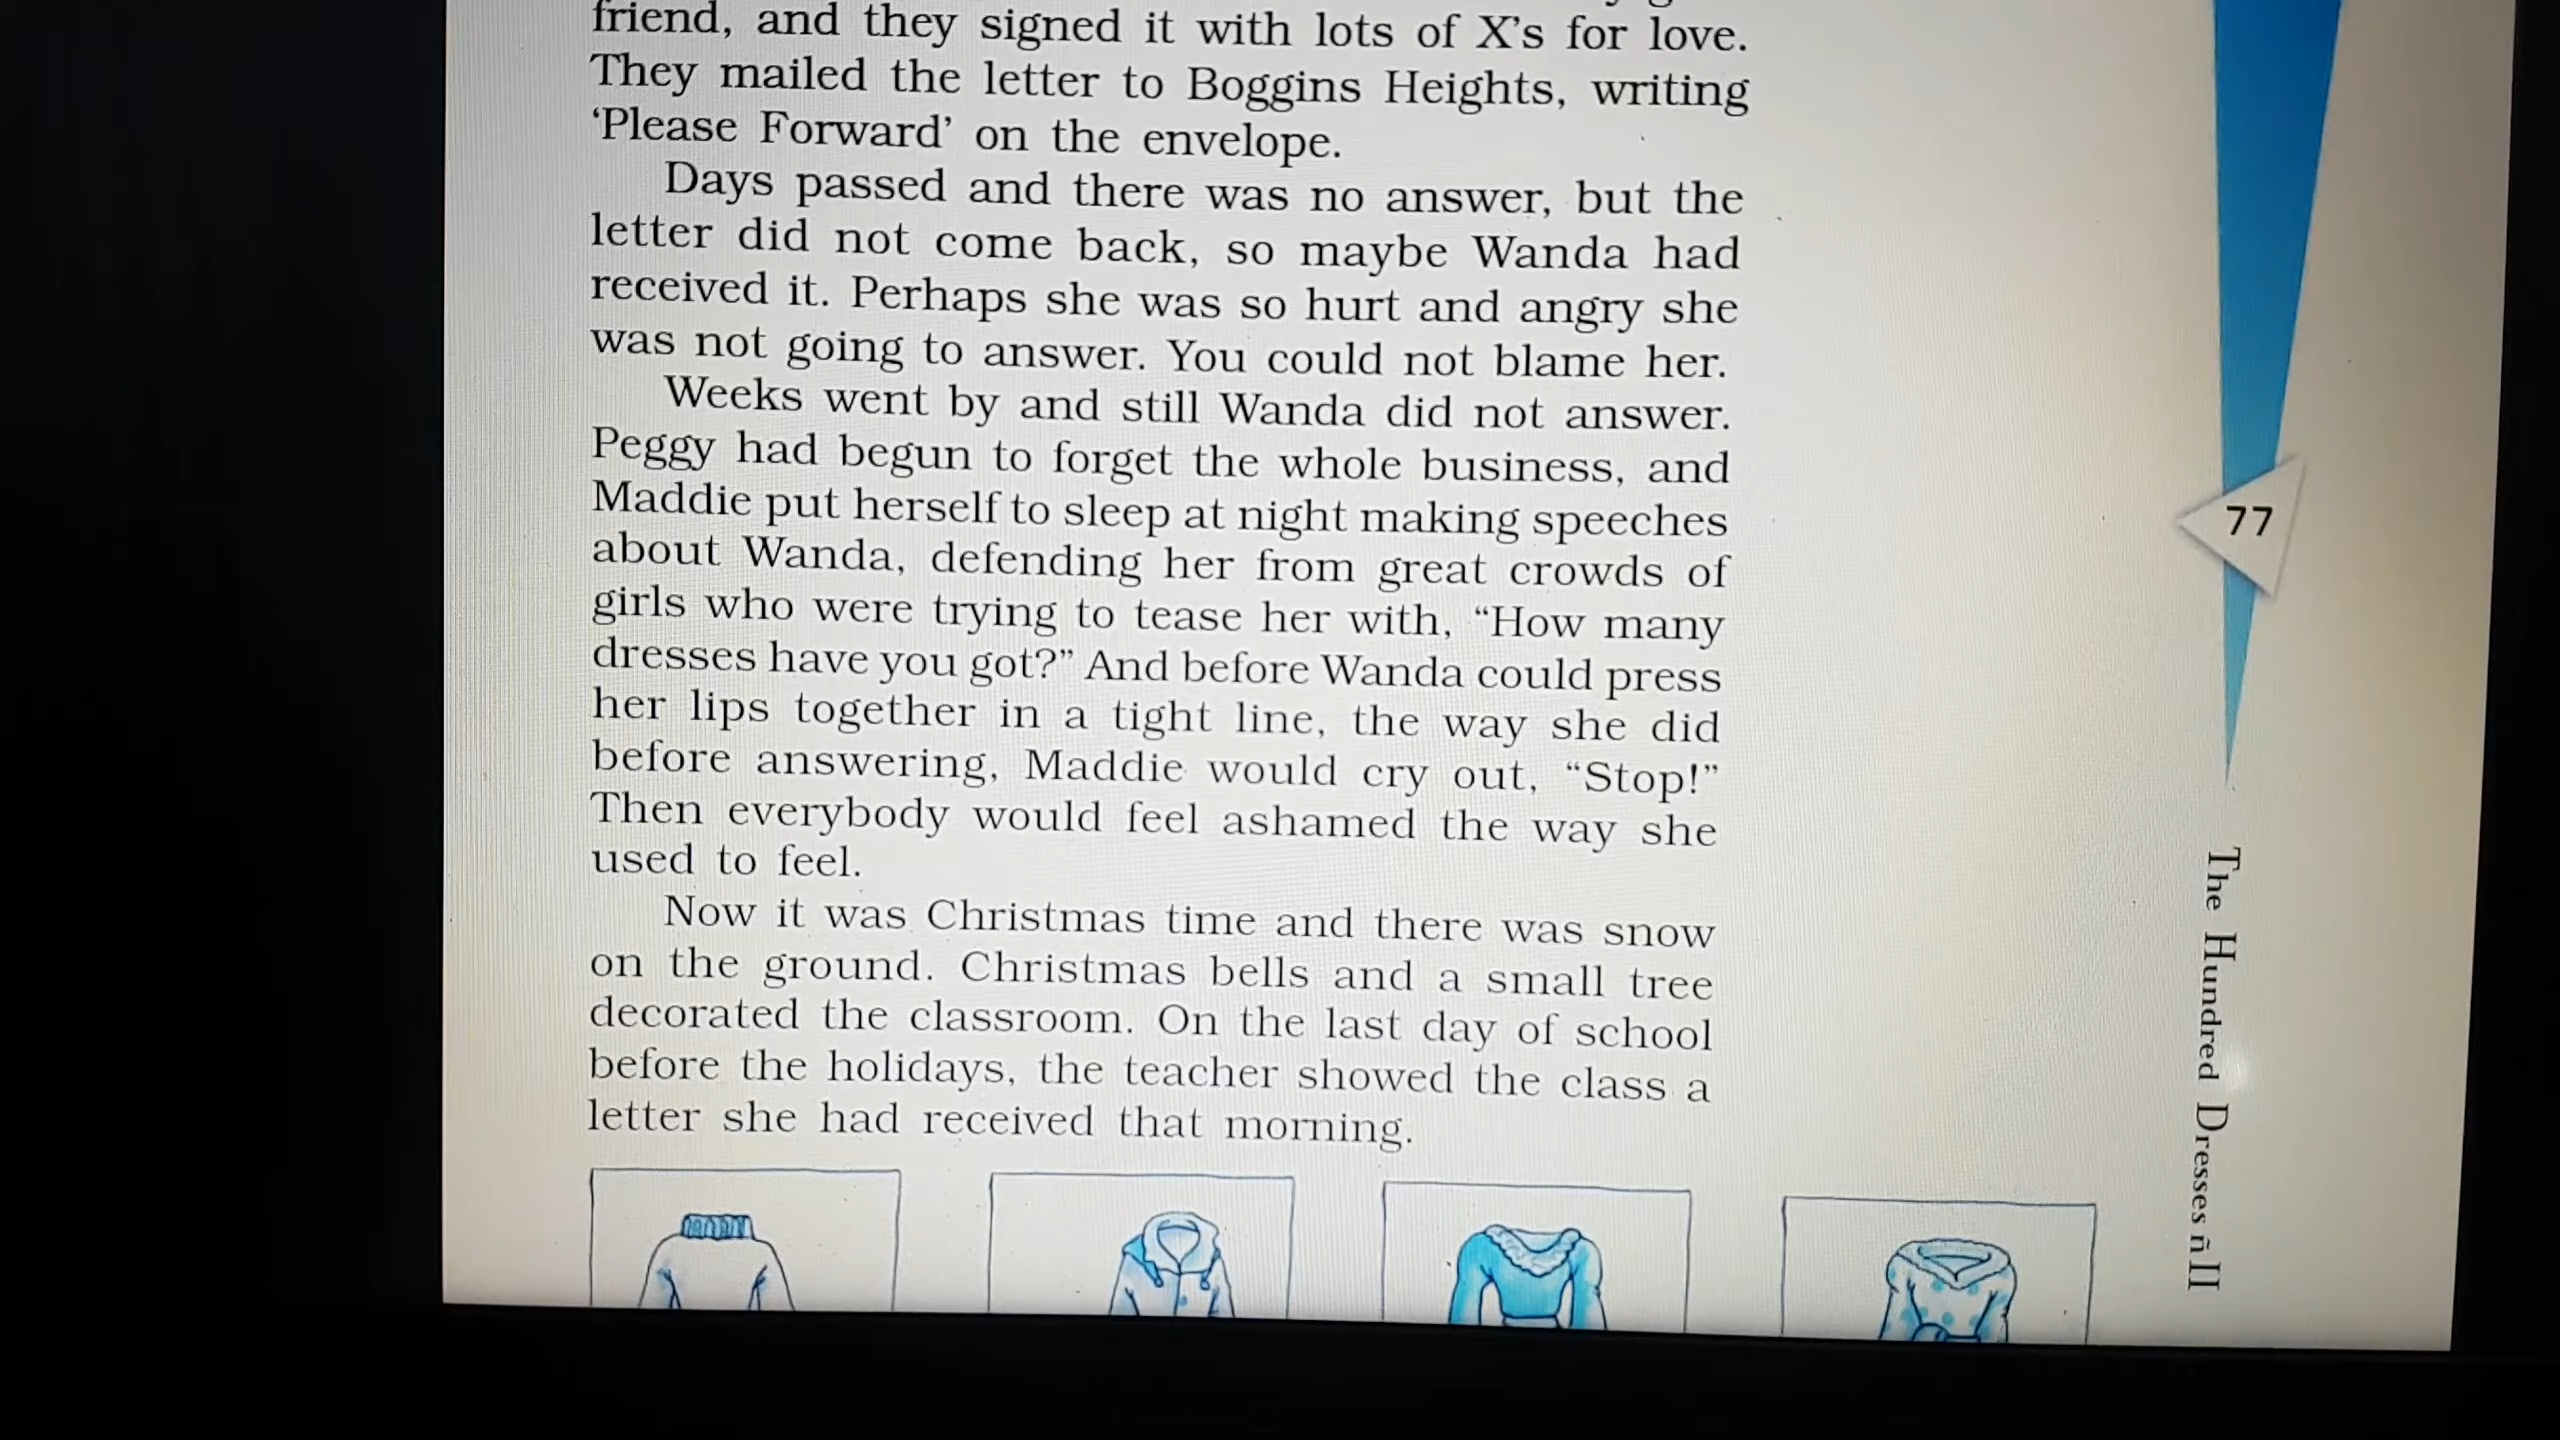 friend, and they signed it with lots of X's for love.
They mailed the letter to Boggins Heights, writing
‘Please Forward’ on the envelope.
Days passed and there was no answer, but the
letter did not come back, so maybe Wanda had
received it. Perhaps she was so hurt and angry she
was not going to answer. You could not blame her.
Weeks went by and still Wanda did not answer.
Peggy had begun to forget the whole business, and
Maddie put herself to sleep at night making speeches
about Wanda, defending her from great crowds of
girls who were trying to tease her with, “How many
dresses have you got?” And before Wanda could press
her lips together in a tight line, the way she did
before answering, Maddie would cry out, “Stop!”
Then everybody would feel ashamed the way she
used to feel.
Now it was Christmas time and there was snow
on the ground. Christmas bells and a small tree
decorated the classroom. On the last day of school
before the holidays, the teacher showed the class a
letter she had received that morning.
77
The Hundred Dresses ñ II